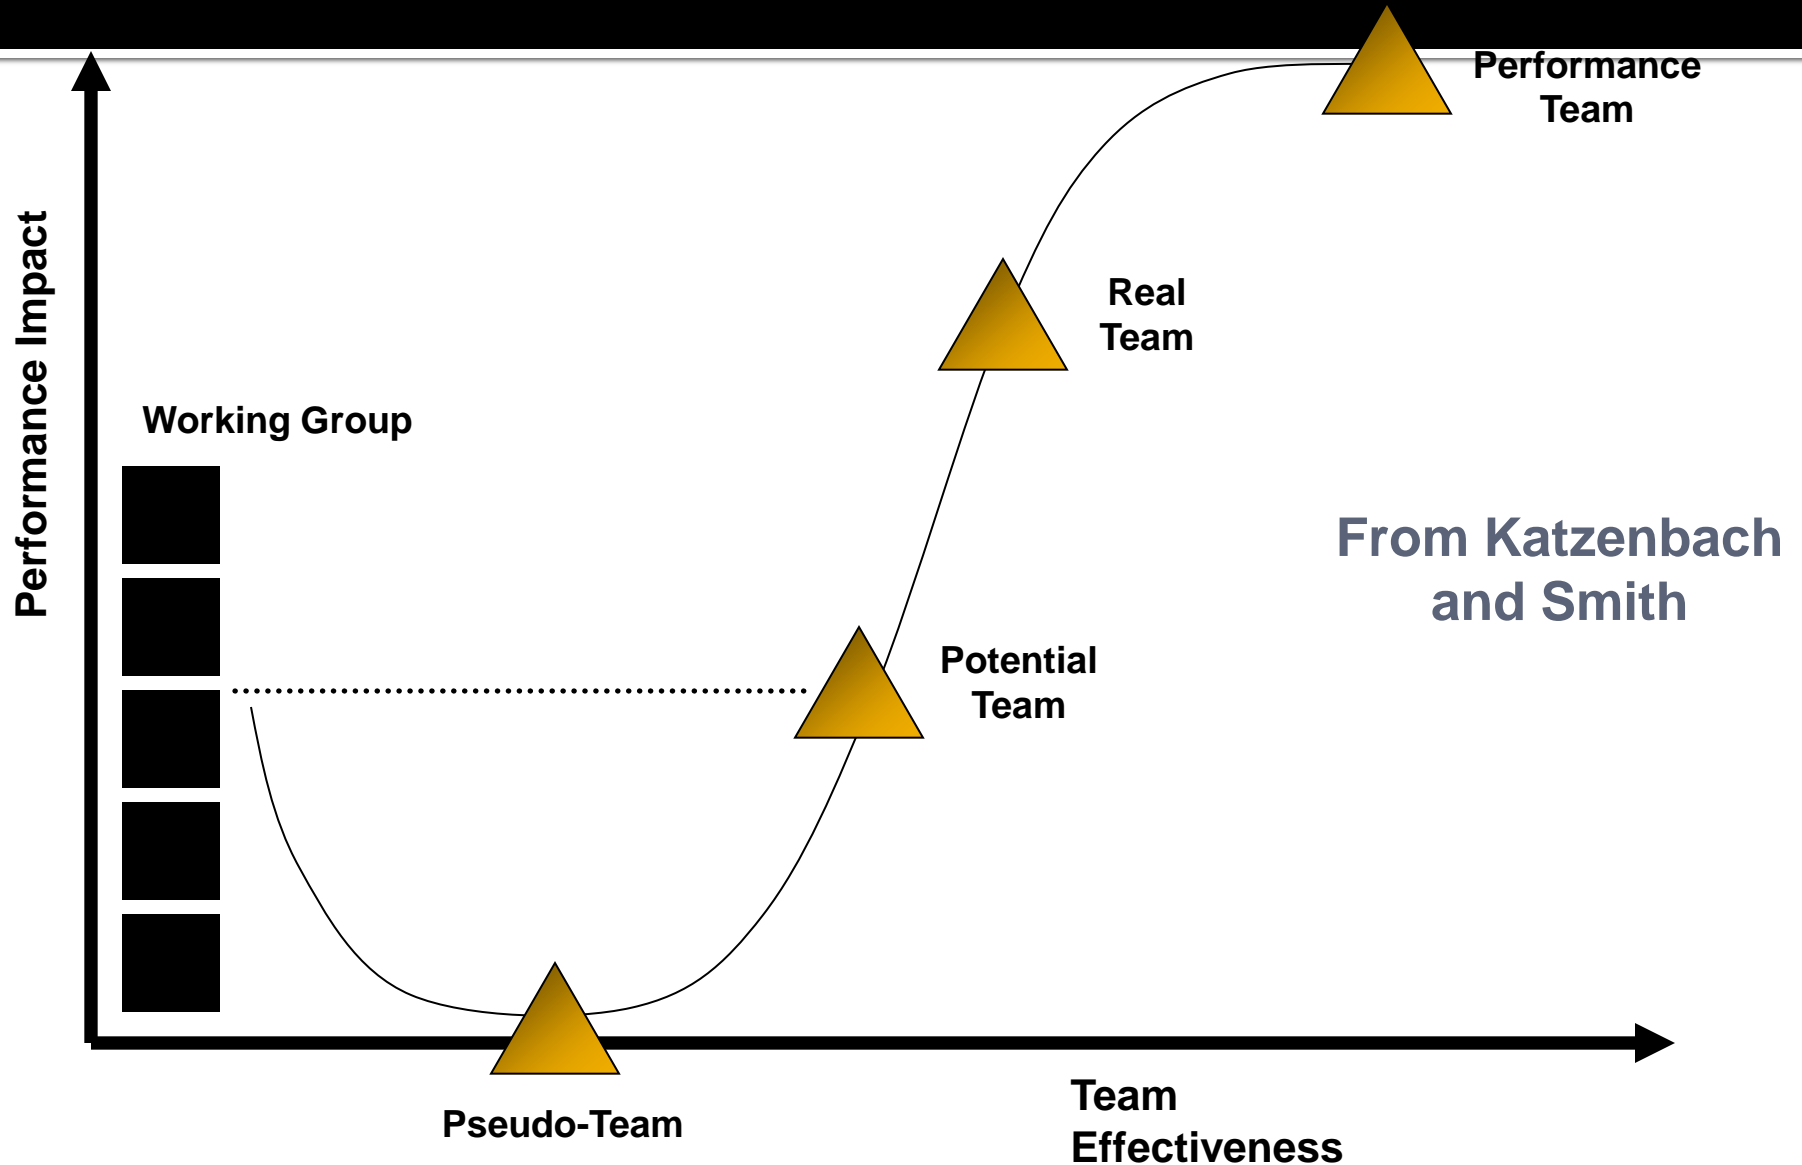 Performance
Team
Performance Impact
Real
Team
Working Group
From Katzenbach
and Smith
Potential
Team
Team
Effectiveness
Pseudo-Team